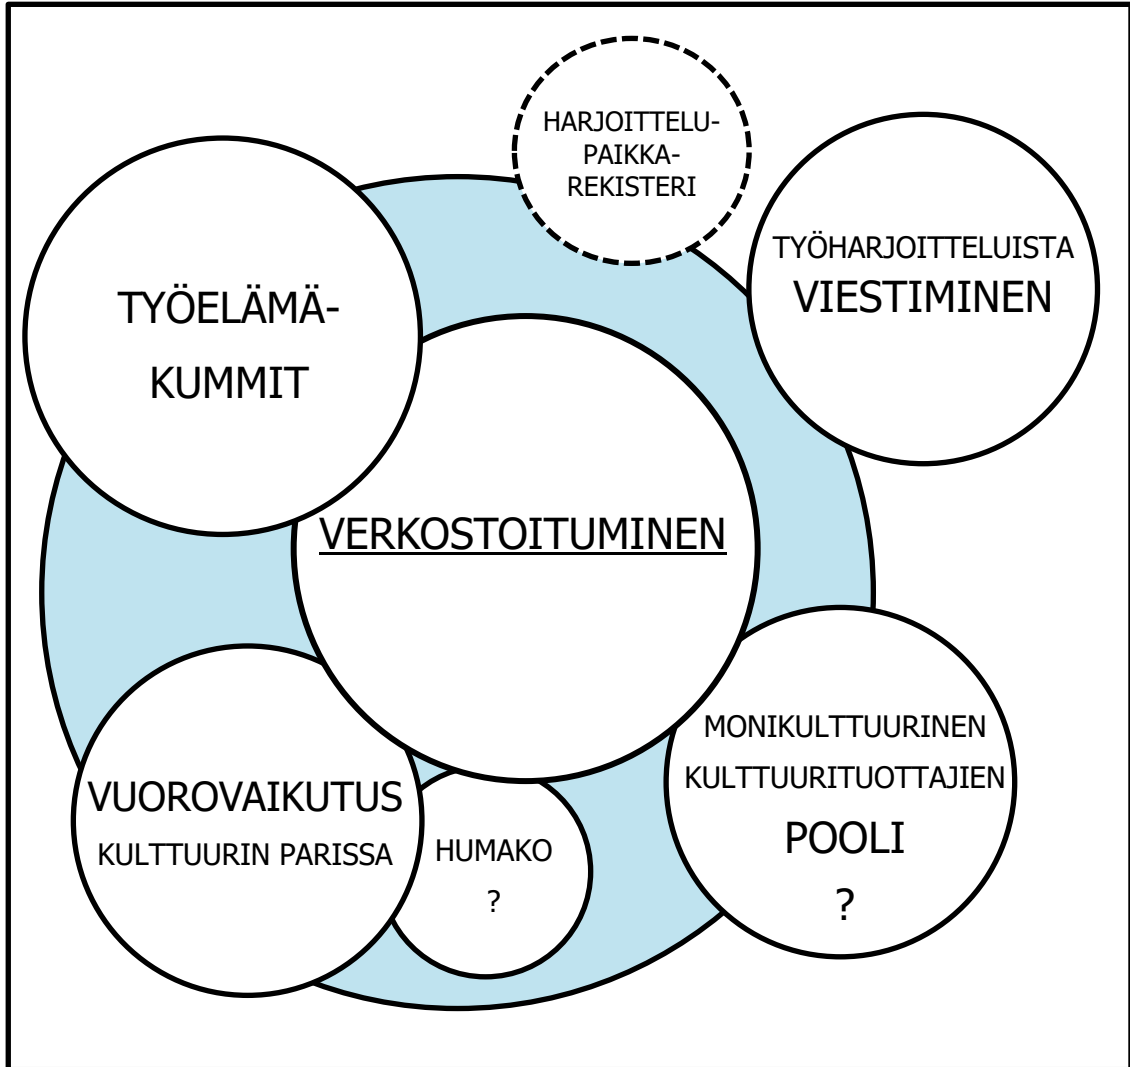 HARJOITTELU-
PAIKKA-
REKISTERI
TYÖHARJOITTELUISTA
VIESTIMINEN
TYÖELÄMÄ-
KUMMIT
VERKOSTOITUMINEN
MONIKULTTUURINEN
KULTTUURITUOTTAJIEN
POOLI
?
VUOROVAIKUTUS
KULTTUURIN PARISSA
HUMAKO
?